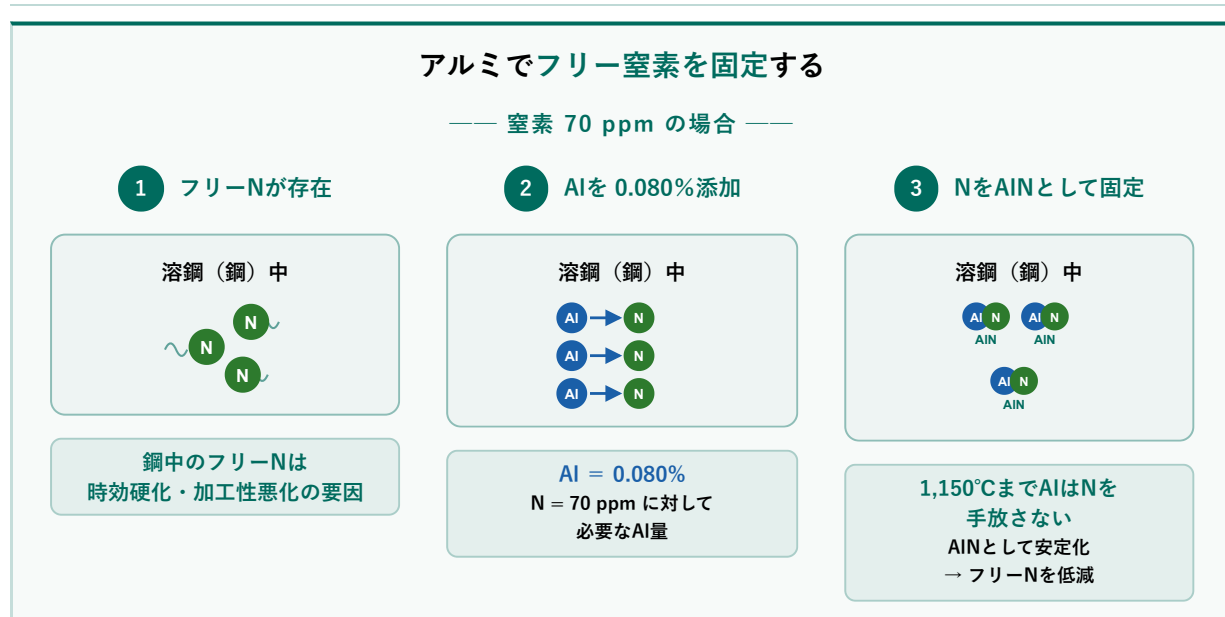 アルミでフリー窒素を固定する
── 窒素 70 ppm の場合 ──
1 フリーNが存在
溶鋼（鋼）中
N
N
N
鋼中のフリーNは
時効硬化・加工性悪化の要因
2 Alを 0.080%添加
溶鋼（鋼）中
Al N
Al N
Al N
Al = 0.080%
N = 70 ppm に対して
必要なAl量
3 NをAlNとして固定
溶鋼（鋼）中
Al N Al N
AlN AlN
Al N
AlN
1,150℃までAlはNを
手放さない
AlNとして安定化
→ フリーNを低減